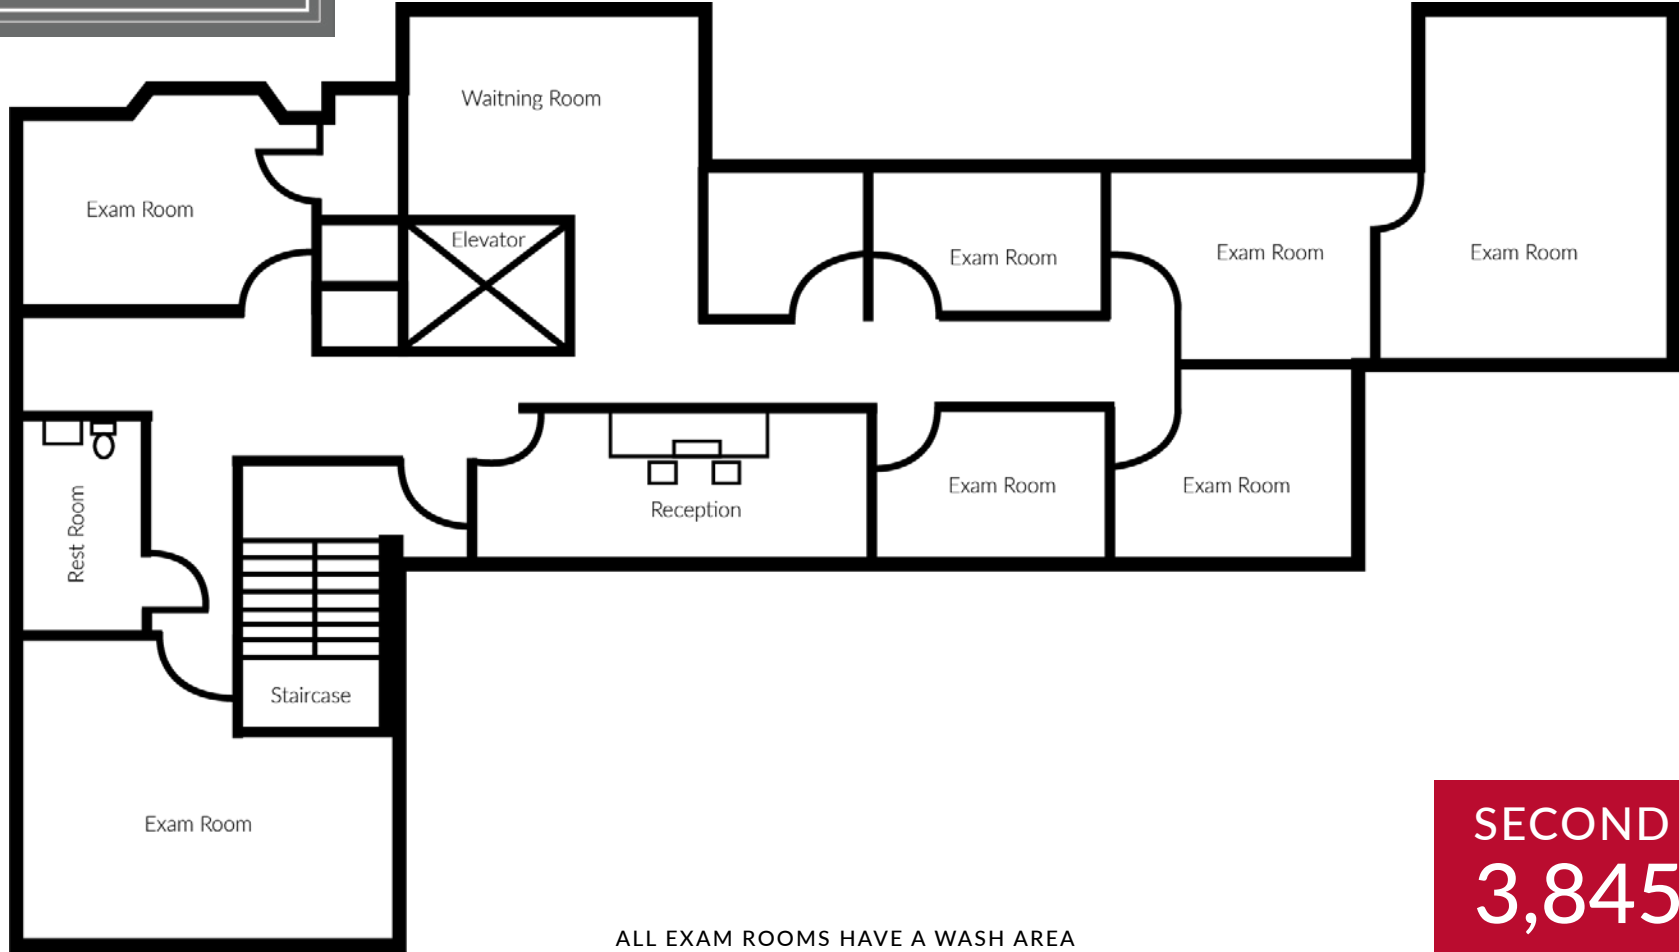 Waitning Room
Exam Room
Elevator
Exam Room
Exam Room
Exam Room
Rest Room
Reception
Exam Room
Exam Room
Staircase
Exam Room
SECOND
3,845
ALL EXAM ROOMS HAVE A WASH AREA